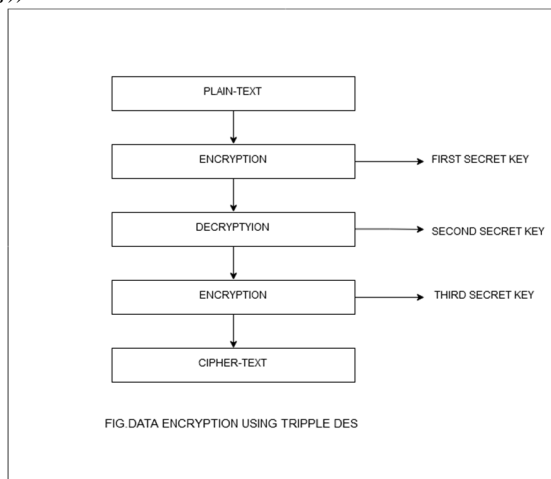 PLAIN-TEXT
ENCRYPTION
FIRST SECRET KEY
DECRYPTYION
SECOND SECRET KEY
ENCRYPTION
THIRD SECRET KEY
CIPHER-TEXT
FIG.DATA ENCRYPTION USING TRIPPLE DES